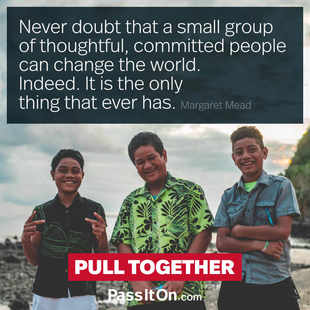 Never doubt that a small group
of thoughtful, committed people
can change the world.
Indeed. It is the only
thing that ever has. Margaret Mead
PULL TOGETHER
PassItOn.com